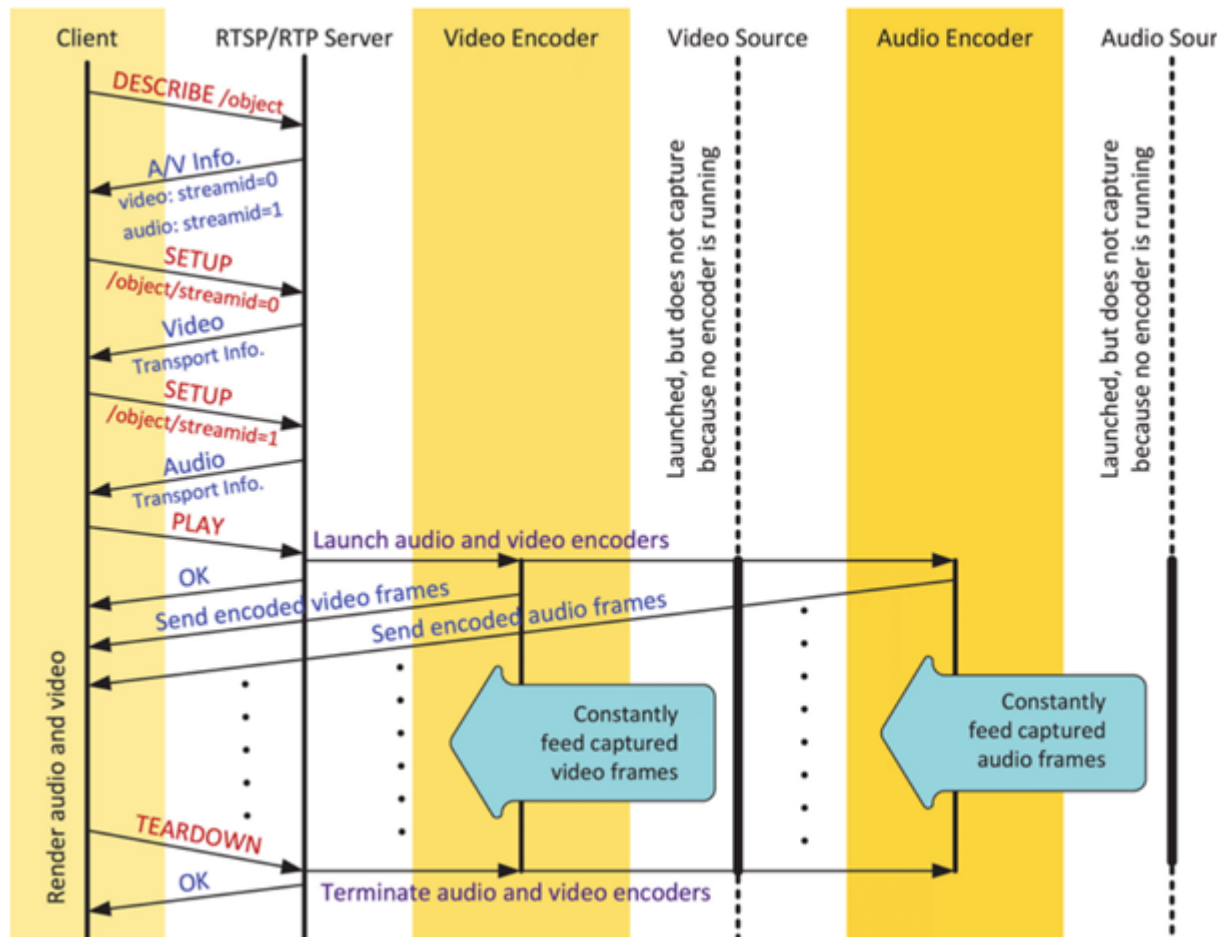 Client
RTSP/RTP Server
Video Encoder
Video Source
Audio Encoder
Audio Sour
DESCRIBE /object
A/V Info.
video: streamid=0
audio: streamid=1
SETUP
/object/streamid=0
Video
Transport Info.
SETUP
/object/streamid=1
Audio
Transport Info.
PLAY
Launch audio and video encoders
OK
Send encoded video frames
Send encoded audio frames
Launched, but does not capture
because no encoder is running
Launched, but does not capture
because no encoder is running
Render audio and video
Constantly
feed captured
video frames
Constantly
feed captured
audio frames
TEARDOWN
OK
Terminate audio and video encoders